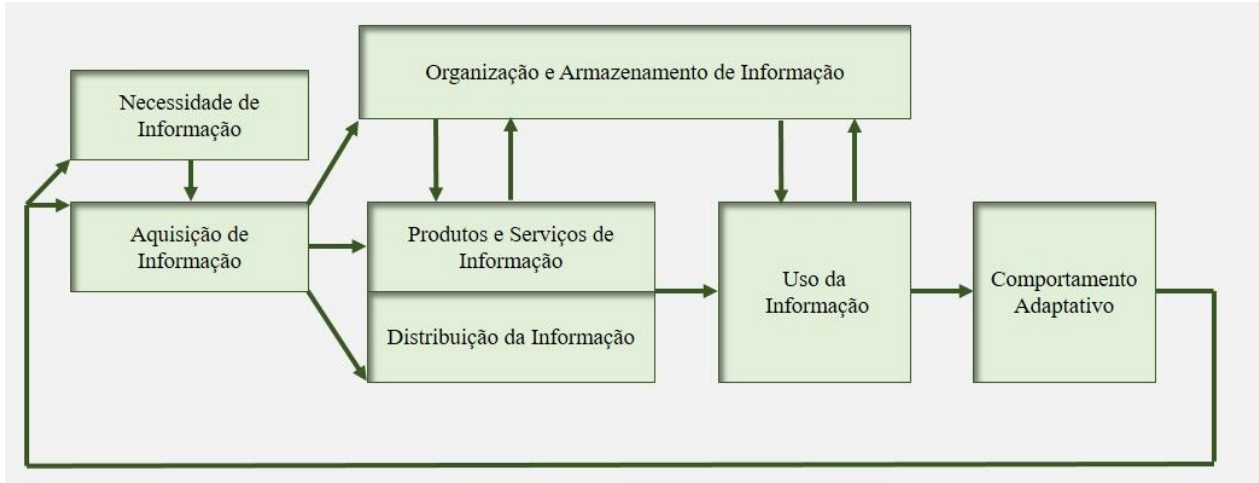 Organização e Armazenamento de Informação
Necessidade de
Informação
Aquisição de
Informação
Produtos e Serviços de
Informação
Distribuição da Informação
Uso da
Informação
Comportamento
Adaptativo